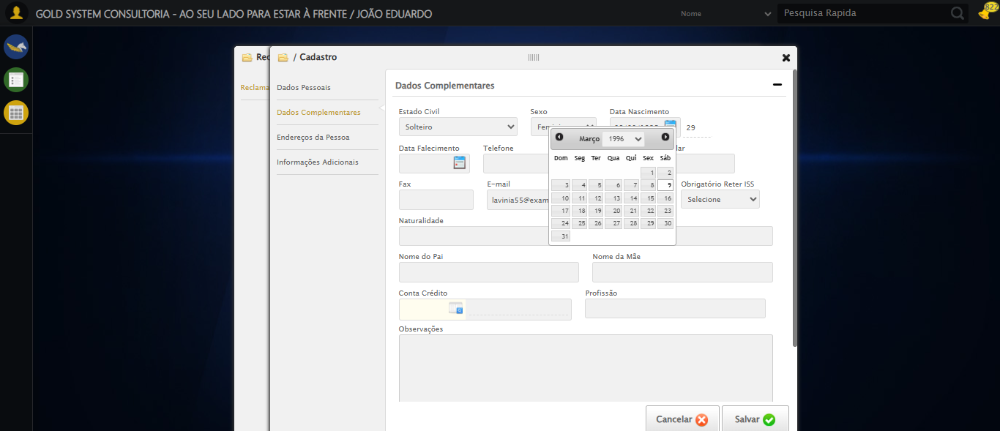 GOLD SYSTEM CONSULTORIA - AO SEU LADO PARA ESTAR À FRENTE / JOÃO EDUARDO
Nome
Pesquisa Rapida
822
/ Cadastro
Reclama
Dados Pessoais
Dados Complementares
Endereços da Pessoa
Informações Adicionais
Dados Complementares
Estado Civil
Sexo
Data Nascimento
Solteiro
29
Data Falecimento
Telefone
lar
Fax
E-mail
Obrigatório Reter ISS
lavinia55@exam
Selecione
Março 1996
Dom Seg Ter Qua Qui Sex Sáb
1 2
3 4 5 6 7 8 9
10 11 12 13 14 15 16
17 18 19 20 21 22 23
24 25 26 27 28 29 30
31
Naturalidade
Nome do Pai
Nome da Mãe
Conta Crédito
Profissão
Observações
Cancelar
Salvar